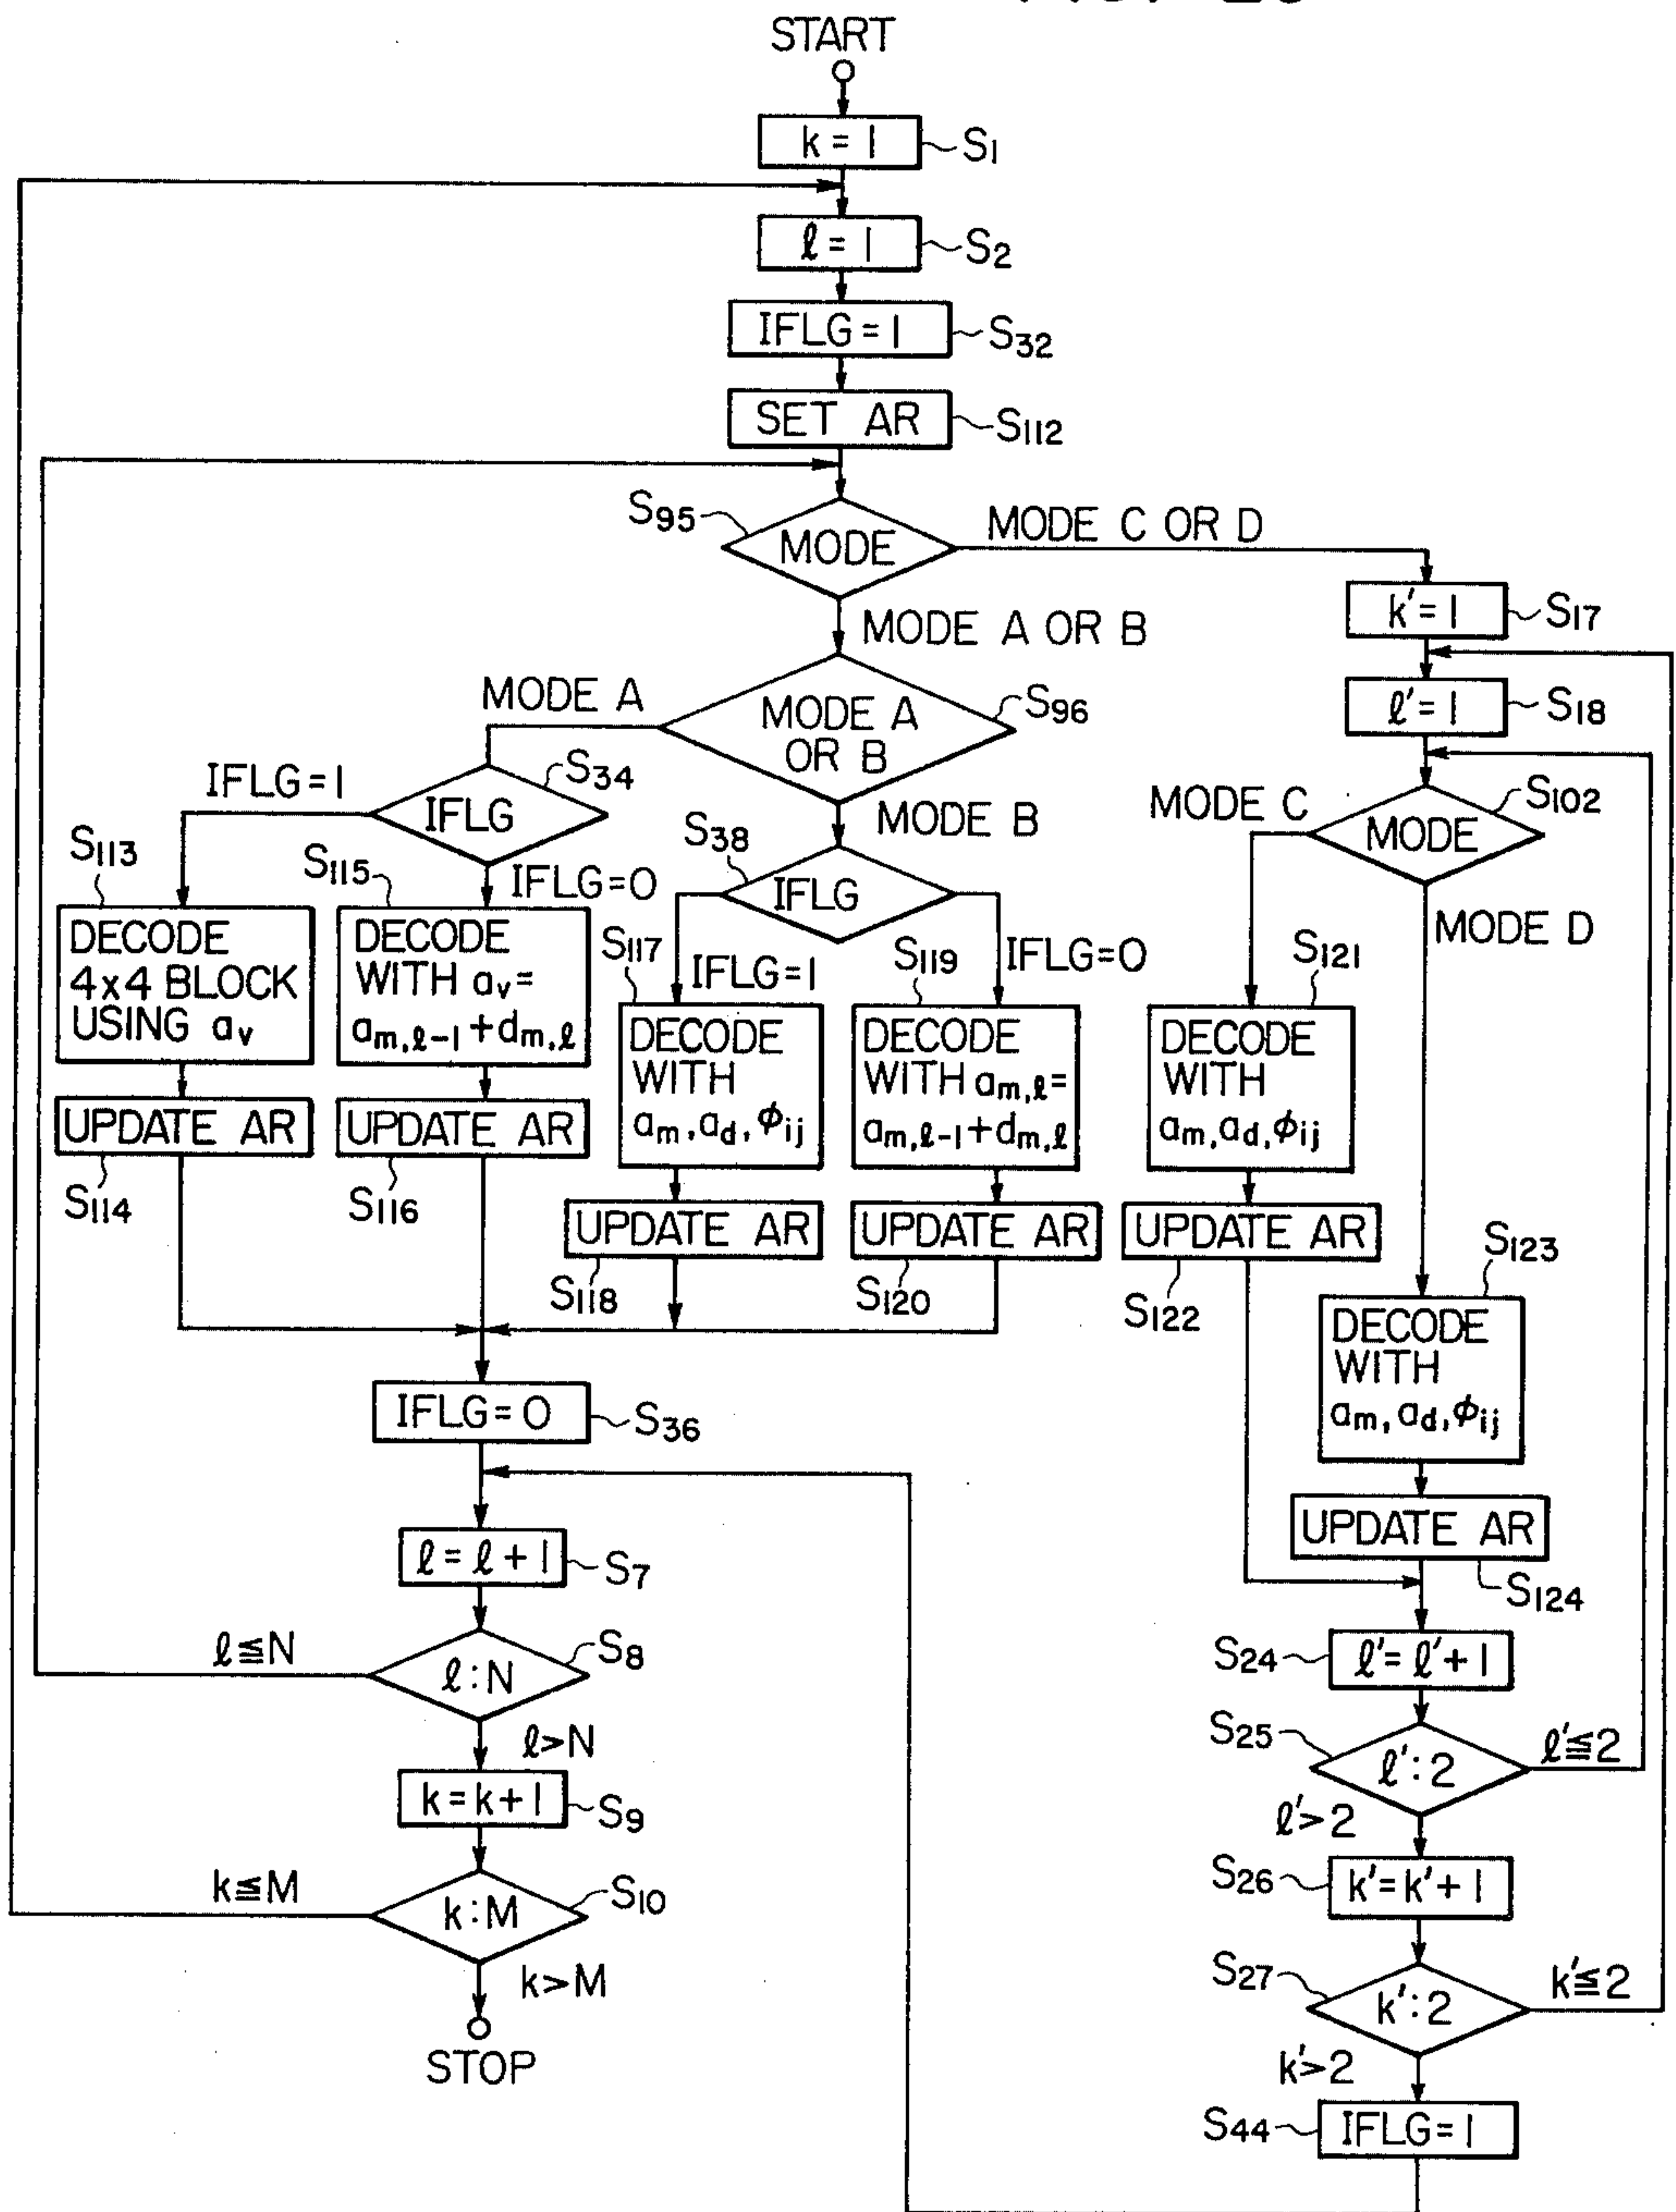 START
k = 1
S1
ℓ = 1
S2
IFLG = 1
S32
SET AR
S112
S95
MODE
MODE C OR D
MODE A OR B
k' = 1
S17
ℓ' = 1
S18
MODE A
MODE A
OR B
S96
MODE B
IFLG=1
IFLG
S34
IFLG=0
S38
IFLG
IFLG=1
IFLG=0
MODE C
MODE
S102
MODE D
S113
DECODE
4x4 BLOCK
USING av
UPDATE AR
S114
S115
DECODE
WITH av=
am,ℓ-1+dm,ℓ
UPDATE AR
S116
S117
DECODE
WITH
am, ad, ϕij
UPDATE AR
S118
S119
DECODE
WITH am,ℓ=
am,ℓ-1+dm,ℓ
UPDATE AR
S120
S121
DECODE
WITH
am, ad, ϕij
UPDATE AR
S122
S123
DECODE
WITH
am, ad, ϕij
UPDATE AR
S124
IFLG=0
S36
ℓ = ℓ + 1
S7
ℓ≦N
ℓ:N
S8
ℓ>N
k = k+1
S9
k≦M
k:M
S10
k>M
STOP
S24
ℓ'= ℓ'+1
S25
ℓ':2
ℓ'≦2
ℓ'>2
S26
k'=k'+1
S27
k':2
k'≦2
k'>2
S44
IFLG=1